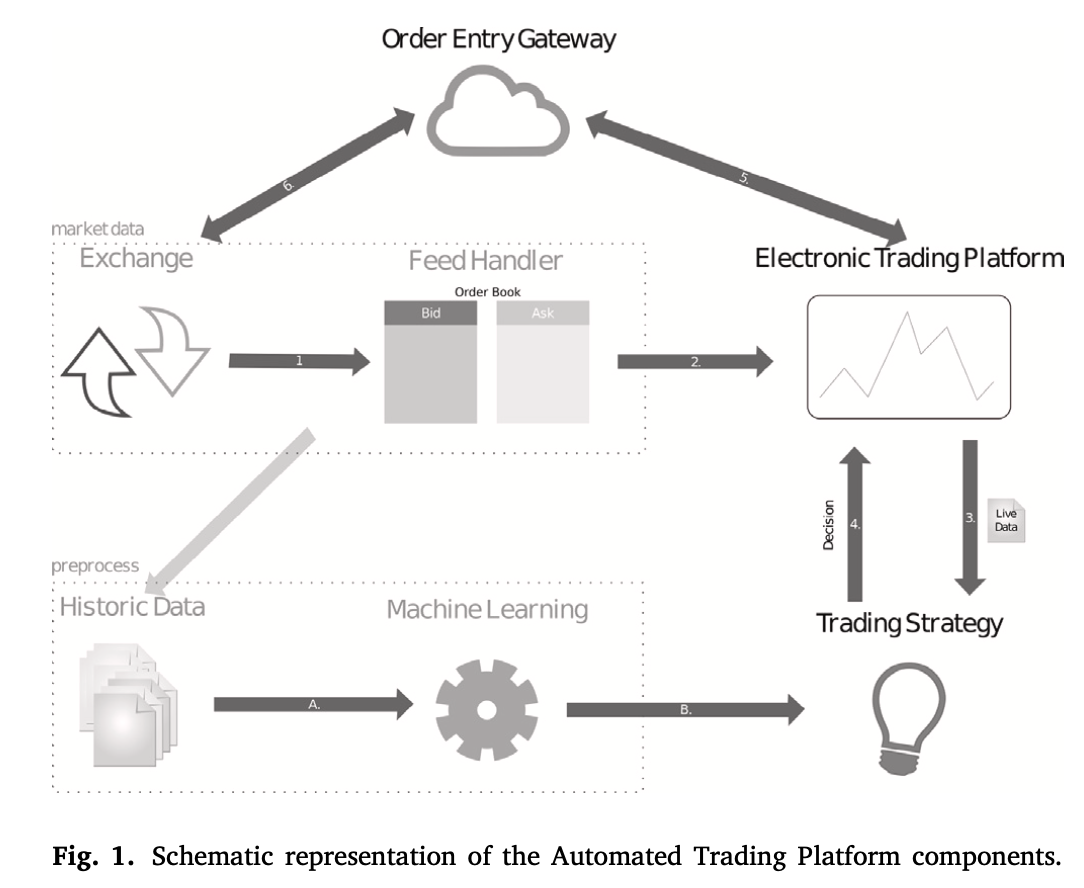 Order Entry Gateway
6.
5.
market data
Exchange
Feed Handler
Electronic Trading Platform
Order Book
Bid
Ask
1
2.
Decision
4.
3.
Live
Data
preprocess
Historic Data
Machine Learning
Trading Strategy
A.
B.
Fig. 1. Schematic representation of the Automated Trading Platform components.